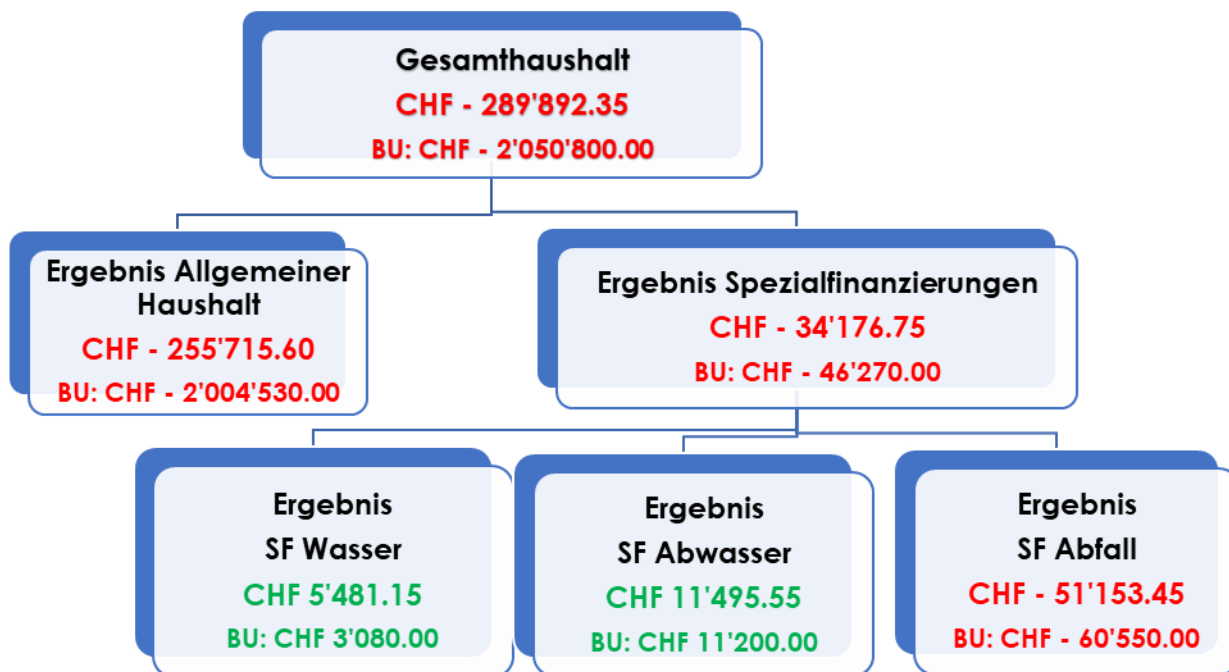 Gesamthaushalt
CHF - 289'892.35
BU: CHF - 2'050'800.00
Ergebnis Allgemeiner
Haushalt
CHF - 255'715.60
BU: CHF - 2'004'530.00
Ergebnis Spezialfinanzierungen
CHF - 34'176.75
BU: CHF - 46'270.00
Ergebnis
SF Wasser
CHF 5'481.15
BU: CHF 3'080.00
Ergebnis
SF Abwasser
CHF 11'495.55
BU: CHF 11'200.00
Ergebnis
SF Abfall
CHF - 51'153.45
BU: CHF - 60'550.00